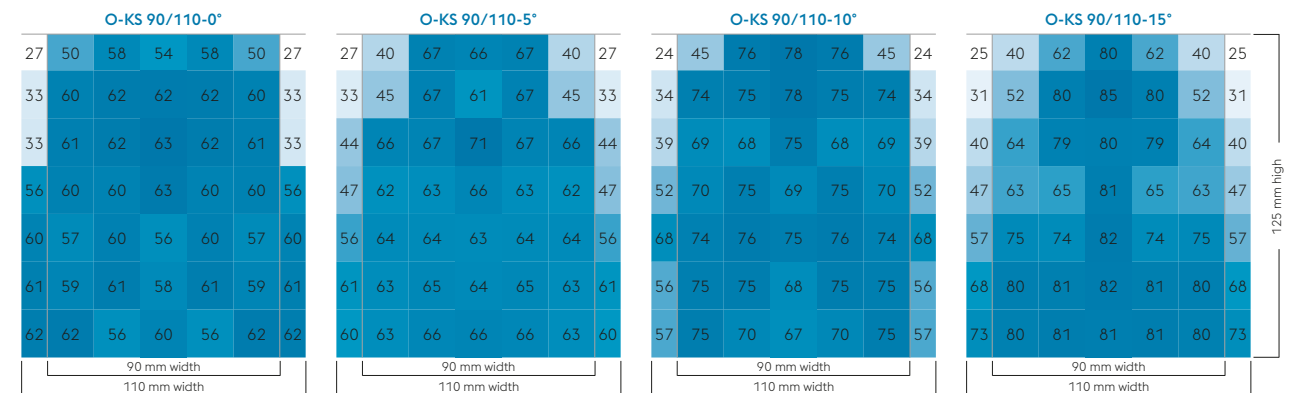 O-KS 90/110-0° O-KS 90/110-5° O-KS 90/110-10° O-KS 90/110-15°
27 50 58 54 58 50 27 27 40 67 66 67 40 27 24 45 76 78 76 45 24 25 40 62 80 62 40 25
33 60 62 62 62 60 33 33 45 67 61 67 45 33 34 74 75 78 75 74 34 31 52 80 85 80 52 31
33 61 62 63 62 61 33 44 66 67 71 67 66 44 39 69 68 75 68 69 39 40 64 79 80 79 64 40
56 60 60 63 60 60 56 47 62 63 66 63 62 47 52 70 75 69 75 70 52 47 63 65 81 65 63 47
60 57 60 56 60 57 60 56 64 64 63 64 64 56 68 74 76 75 76 74 68 57 75 74 82 74 75 57
61 59 61 58 61 59 61 61 63 65 64 65 63 61 56 75 75 68 75 75 56 68 80 81 82 81 80 68
62 62 56 60 56 62 62 60 63 66 66 66 63 60 57 75 70 67 70 75 57 73 80 81 81 81 80 73
90 mm width 90 mm width 90 mm width 90 mm width
110 mm width 110 mm width 110 mm width 110 mm width
125 mm high